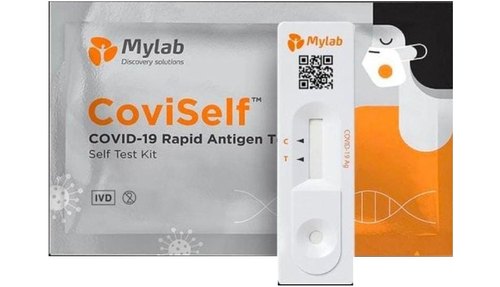 Mylab
Discovery solutions
CoviSelf™
COVID-19 Rapid Antigen T
Self Test Kit
IVD
Mylab
C
T
COVID-19 Ag